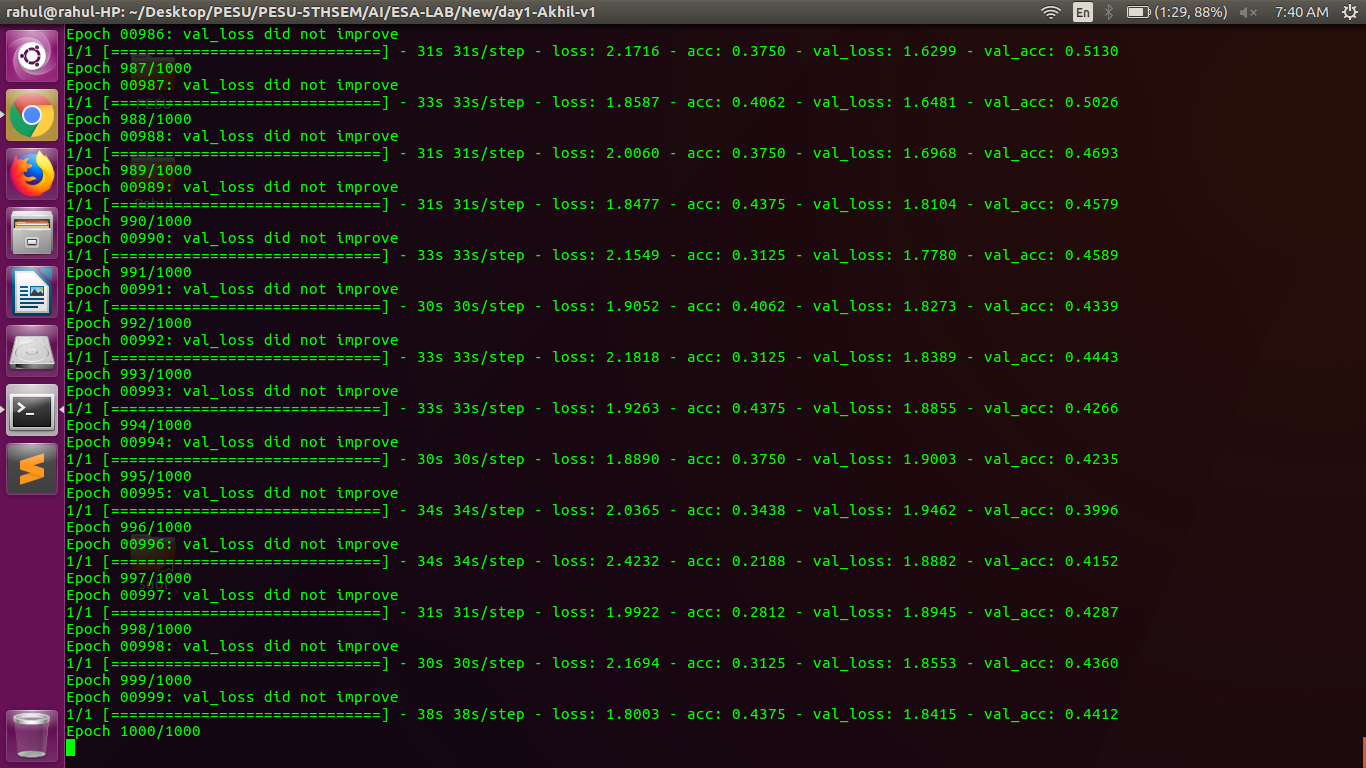 rahul@rahul-HP: ~/Desktop/PESU/PESU-5THSEM/AI/ESA-LAB/New/day1-Akhil-v1 En (1:29, 88%) 7:40 AM
Epoch 00986: val_loss did not improve
1/1 [==============================] - 31s 31s/step - loss: 2.1716 - acc: 0.3750 - val_loss: 1.6299 - val_acc: 0.5130
Epoch 987/1000
Epoch 00987: val_loss did not improve
1/1 [==============================] - 33s 33s/step - loss: 1.8587 - acc: 0.4062 - val_loss: 1.6481 - val_acc: 0.5026
Epoch 988/1000
Epoch 00988: val_loss did not improve
1/1 [==============================] - 31s 31s/step - loss: 2.0060 - acc: 0.3750 - val_loss: 1.6968 - val_acc: 0.4693
Epoch 989/1000
Epoch 00989: val_loss did not improve
1/1 [==============================] - 31s 31s/step - loss: 1.8477 - acc: 0.4375 - val_loss: 1.8104 - val_acc: 0.4579
Epoch 990/1000
Epoch 00990: val_loss did not improve
1/1 [==============================] - 33s 33s/step - loss: 2.1549 - acc: 0.3125 - val_loss: 1.7780 - val_acc: 0.4589
Epoch 991/1000
Epoch 00991: val_loss did not improve
1/1 [==============================] - 30s 30s/step - loss: 1.9052 - acc: 0.4062 - val_loss: 1.8273 - val_acc: 0.4339
Epoch 992/1000
Epoch 00992: val_loss did not improve
1/1 [==============================] - 33s 33s/step - loss: 2.1818 - acc: 0.3125 - val_loss: 1.8389 - val_acc: 0.4443
Epoch 993/1000
Epoch 00993: val_loss did not improve
1/1 [==============================] - 33s 33s/step - loss: 1.9263 - acc: 0.4375 - val_loss: 1.8855 - val_acc: 0.4266
Epoch 994/1000
Epoch 00994: val_loss did not improve
1/1 [==============================] - 30s 30s/step - loss: 1.8890 - acc: 0.3750 - val_loss: 1.9003 - val_acc: 0.4235
Epoch 995/1000
Epoch 00995: val_loss did not improve
1/1 [==============================] - 34s 34s/step - loss: 2.0365 - acc: 0.3438 - val_loss: 1.9462 - val_acc: 0.3996
Epoch 996/1000
Epoch 00996: val_loss did not improve
1/1 [==============================] - 34s 34s/step - loss: 2.4232 - acc: 0.2188 - val_loss: 1.8882 - val_acc: 0.4152
Epoch 997/1000
Epoch 00997: val_loss did not improve
1/1 [==============================] - 31s 31s/step - loss: 1.9922 - acc: 0.2812 - val_loss: 1.8945 - val_acc: 0.4287
Epoch 998/1000
Epoch 00998: val_loss did not improve
1/1 [==============================] - 30s 30s/step - loss: 2.1694 - acc: 0.3125 - val_loss: 1.8553 - val_acc: 0.4360
Epoch 999/1000
Epoch 00999: val_loss did not improve
1/1 [==============================] - 38s 38s/step - loss: 1.8003 - acc: 0.4375 - val_loss: 1.8415 - val_acc: 0.4412
Epoch 1000/1000